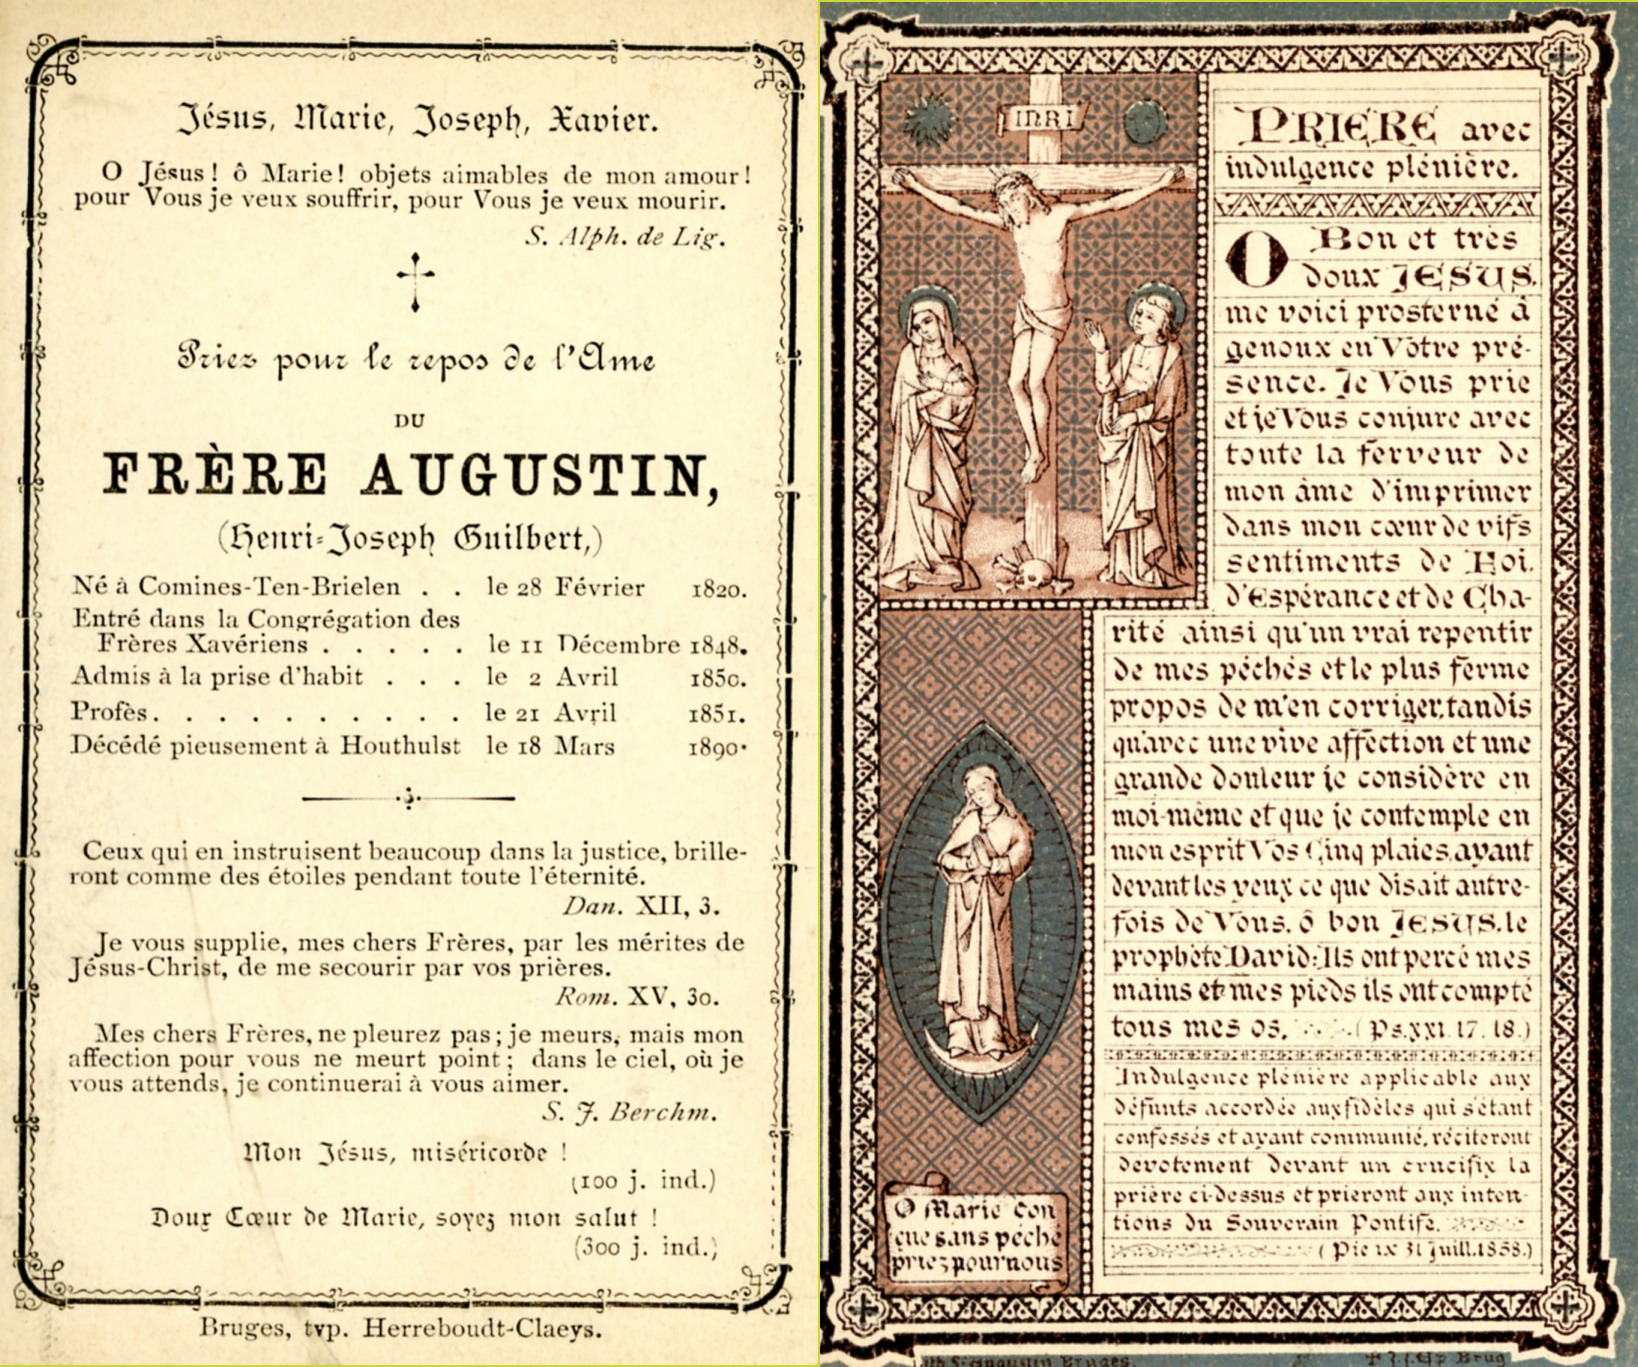 Jésus, Marie, Joseph, Xavier.
O Jésus! ô Marie! objets aimables de mon amour!
pour Vous je veux souffrir, pour Vous je veux mourir.
S. Alph. de Lig.
Priez pour le repos de l'Ame
DU
FRÈRE AUGUSTIN,
(Henri-Joseph Guilbert,)
Né à Comines-Ten-Brielen . . le 28 Février 1820.
Entré dans la Congrégation des
Frères Xavériens . . . . . le 11 Décembre 1848.
Admis à la prise d'habit . . . le 2 Avril 1850.
Profès. . . . . . . . . . le 21 Avril 1851.
Décédé pieusement à Houthulst le 18 Mars 1890.
Ceux qui en instruisent beaucoup dans la justice, brille-
ront comme des étoiles pendant toute l'éternité.
Dan. XII, 3.
Je vous supplie, mes chers Frères, par les mérites de
Jésus-Christ, de me secourir par vos prières.
Rom. XV, 30.
Mes chers Frères, ne pleurez pas; je meurs, mais mon
affection pour vous ne meurt point; dans le ciel, où je
vous attends, je continuerai à vous aimer.
S. J. Berchm.
Mon Jésus, miséricorde !
(100 j. ind.)
Doux Cœur de Marie, soyez mon salut !
(300 j. ind.)
Bruges, typ. Herreboudt-Claeys.
INRI
PRIERE avec
indulgence plénière.
O Bon et très
doux JESUS.
me voici prosterné à
genoux en Vôtre pré-
sence. Je Vous prie
et je Vous conjure avec
toute la ferveur de
mon âme d'imprimer
dans mon cœur de vifs
sentiments de Foi.
d'Espérance et de Cha-
rité ainsi qu'un vrai repentir
de mes péchés et le plus ferme
propos de m'en corriger, tandis
qu'avec une vive affection et une
grande douleur je considère en
moi-même et que je contemple en
mon esprit Vos Cinq plaies, ayant
devant les yeux ce que disait autre-
fois de Vous. ô bon JESUS. le
prophète David: Ils ont percé mes
mains et mes pieds ils ont compté
tous mes os. (Ps. XXI. 17. 18.)
Indulgence plénière applicable aux
défunts accordée aux fidèles qui s'étant
confessés et ayant communié, réciteront
dévotement devant un crucifix la
prière ci-dessus et prieront aux inten-
tions du Souverain Pontife.
(Pie IX 31 Juill. 1858.)
O Marie con
çue sans péché
priez pour nous
Lith. S. Augustin Bruges.
Brug